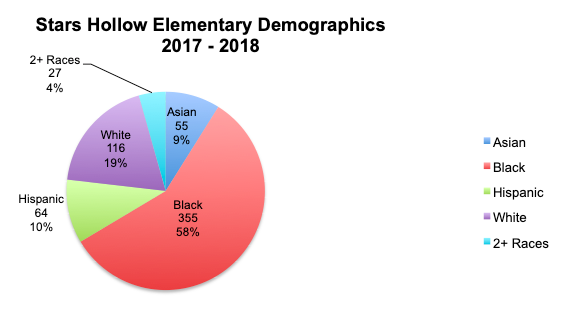 Stars Hollow Elementary Demographics
2017 - 2018
2+ Races
27
4%
Asian
55
9%
White
116
19%
Hispanic
64
10%
Black
355
58%
Asian
Black
Hispanic
White
2+ Races